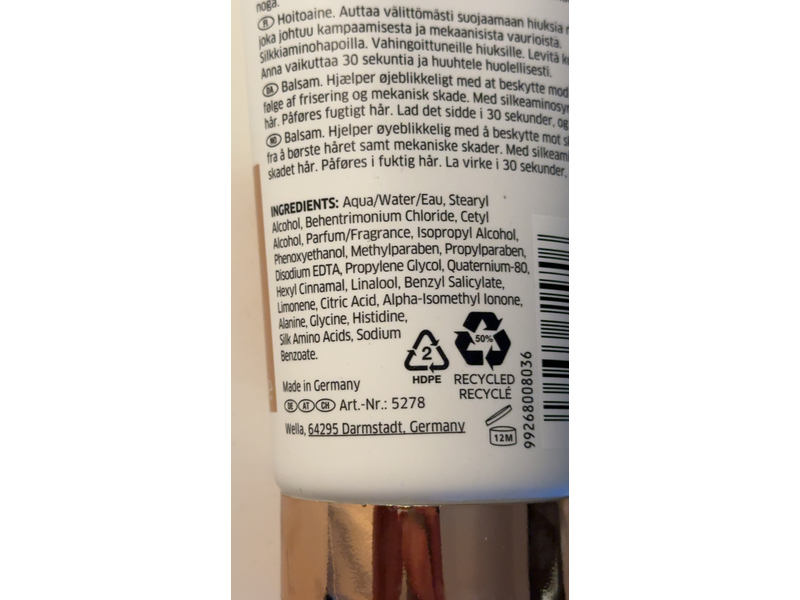 noga.
FI Hoitoaine. Auttaa välittömästi suojaamaan hiuksia
joka johtuu kampaamisesta ja mekaanisista vaurioista.
Silkkiaminohapoilla. Vahingoittuneille hiuksille. Levitä
Anna vaikuttaa 30 sekuntia ja huuhtele huolellisesti.
DA Balsam. Hjælper øjeblikkeligt med at beskytte mod
følge af frisering og mekanisk skade. Med silkeaminosyr
hår. Påføres fugtigt hår. Lad det sidde i 30 sekunder, og
NO Balsam. Hjelper øyeblikkelig med å beskytte mot
fra å børste håret samt mekaniske skader. Med silkeami
skadet hår. Påføres i fuktig hår. La virke i 30 sekunder,
INGREDIENTS: Aqua/Water/Eau, Stearyl
Alcohol, Behentrimonium Chloride, Cetyl
Alcohol, Parfum/Fragrance, Isopropyl Alcohol,
Phenoxyethanol, Methylparaben, Propylparaben,
Disodium EDTA, Propylene Glycol, Quaternium-80,
Hexyl Cinnamal, Linalool, Benzyl Salicylate,
Limonene, Citric Acid, Alpha-Isomethyl Ionone,
Alanine, Glycine, Histidine,
Silk Amino Acids, Sodium
Benzoate.
2
HDPE
50%
RECYCLED
RECYCLÉ
Made in Germany
DE AT CH Art.-Nr.: 5278
Wella, 64295 Darmstadt, Germany
12M
99268008036